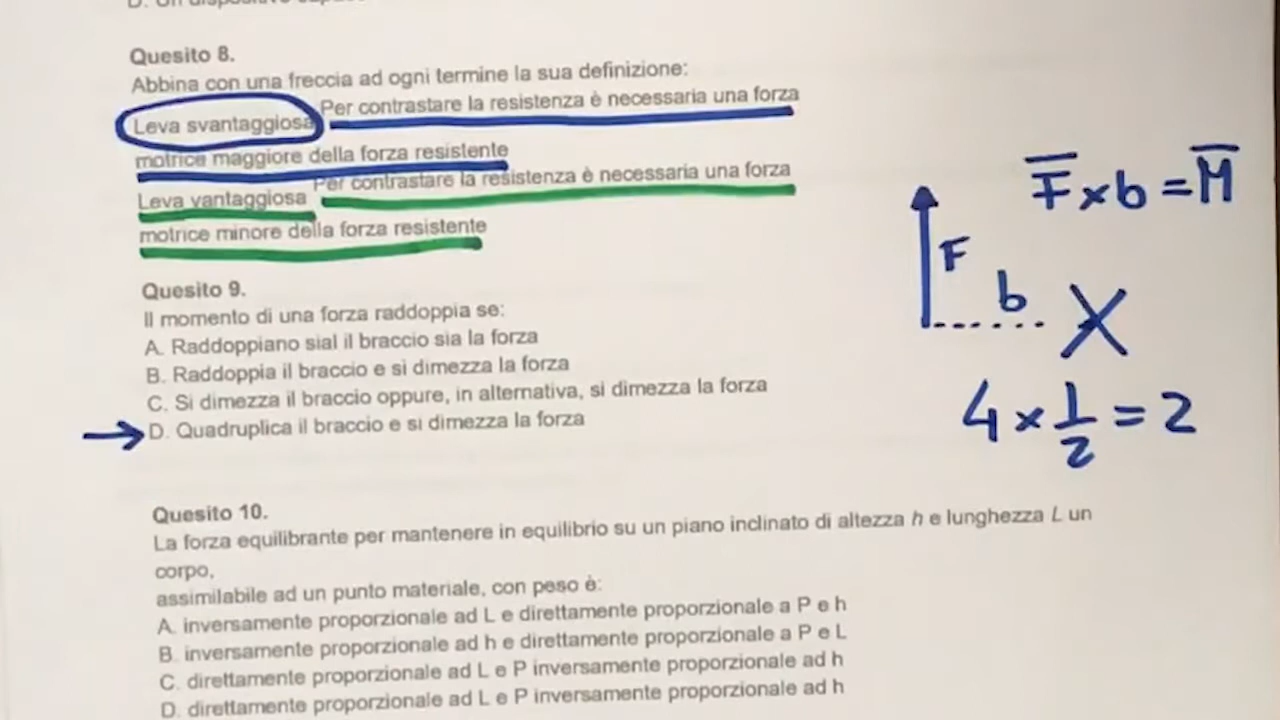 D. Un dispositivo
Quesito 8.
Abbina con una freccia ad ogni termine la sua definizione:
Leva svantaggiosa Per contrastare la resistenza è necessaria una forza
motrice maggiore della forza resistente
Leva vantaggiosa Per contrastare la resistenza è necessaria una forza
motrice minore della forza resistente
Quesito 9.
Il momento di una forza raddoppia se:
A. Raddoppiano sial il braccio sia la forza
B. Raddoppia il braccio e si dimezza la forza
C. Si dimezza il braccio oppure, in alternativa, si dimezza la forza
D. Quadruplica il braccio e si dimezza la forza
Quesito 10.
La forza equilibrante per mantenere in equilibrio su un piano inclinato di altezza h e lunghezza L un
corpo,
assimilabile ad un punto materiale, con peso è:
A. inversamente proporzionale ad L e direttamente proporzionale a P e h
B. inversamente proporzionale ad h e direttamente proporzionale a P e L
C. direttamente proporzionale ad L e P inversamente proporzionale ad h
D. direttamente proporzionale ad L e P inversamente proporzionale ad h
F̅ x b = M̅
F
b
4 x 1/2 = 2